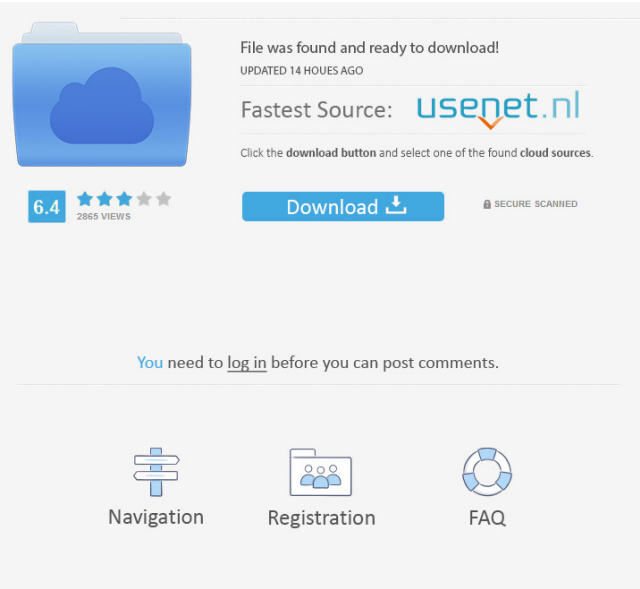 File was found and ready to download!
UPDATED 14 HOUES AGO
Fastest Source: usenet.nl
Click the download button and select one of the found cloud sources.
6.4
2865 VIEWS
Download
SECURE SCANNED
You need to log in before you can post comments.
Navigation
Registration
FAQ